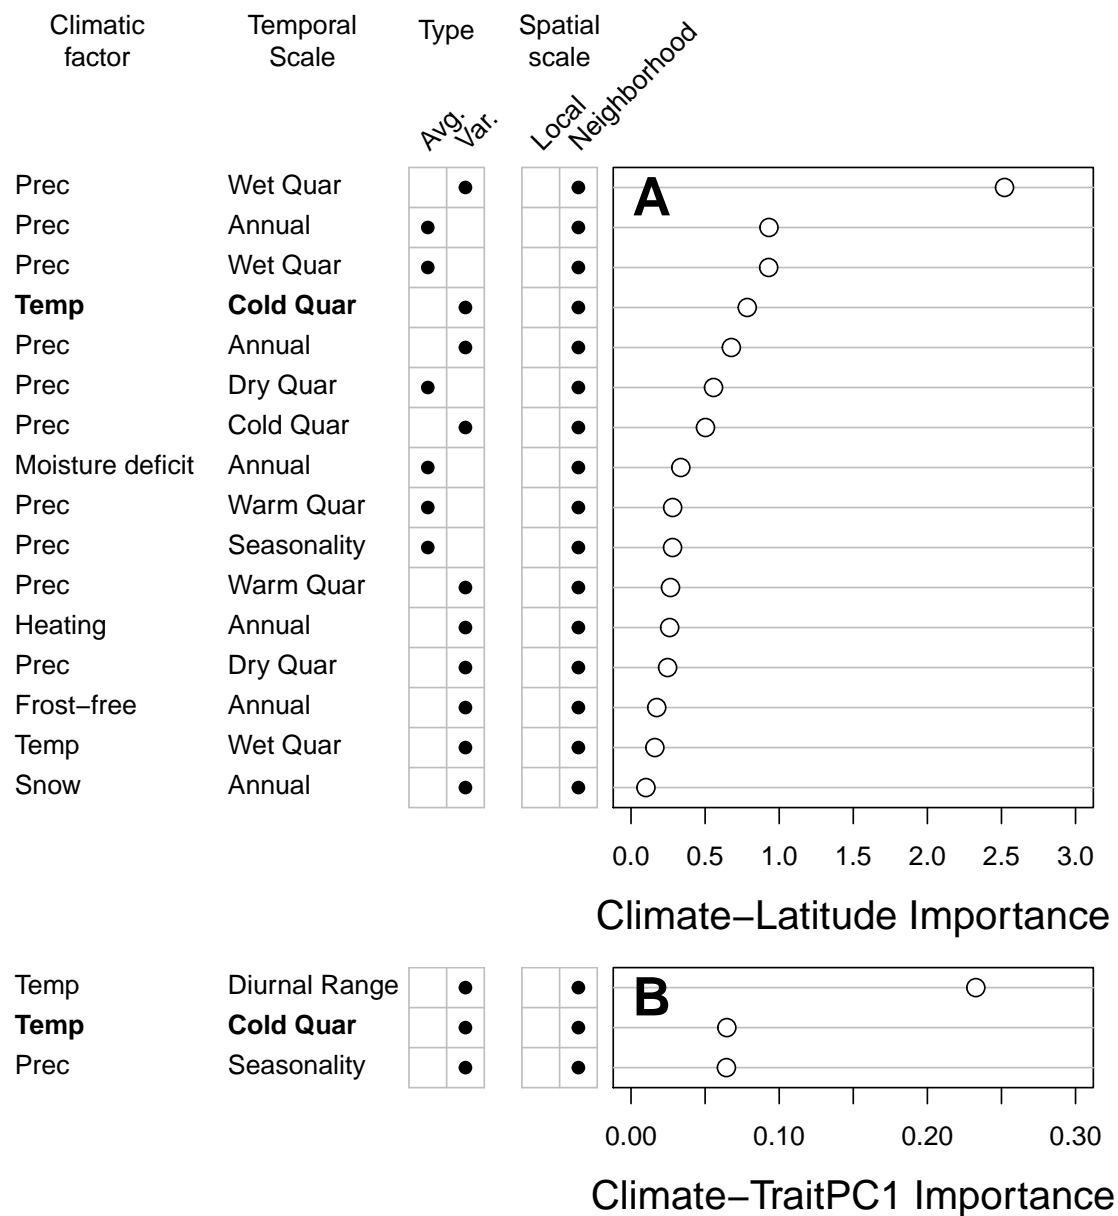 Climatic factor
Temporal Scale
Type
Spatial scale
Avg.
Var.
Local
Neighborhood
A
Prec Wet Quar
Prec Annual
Prec Wet Quar
Temp Cold Quar
Prec Annual
Prec Dry Quar
Prec Cold Quar
Moisture deficit Annual
Prec Warm Quar
Prec Seasonality
Prec Warm Quar
Heating Annual
Prec Dry Quar
Frost−free Annual
Temp Wet Quar
Snow Annual
0.0 0.5 1.0 1.5 2.0 2.5 3.0
Climate−Latitude Importance
B
Temp Diurnal Range
Temp Cold Quar
Prec Seasonality
0.00 0.10 0.20 0.30
Climate−TraitPC1 Importance